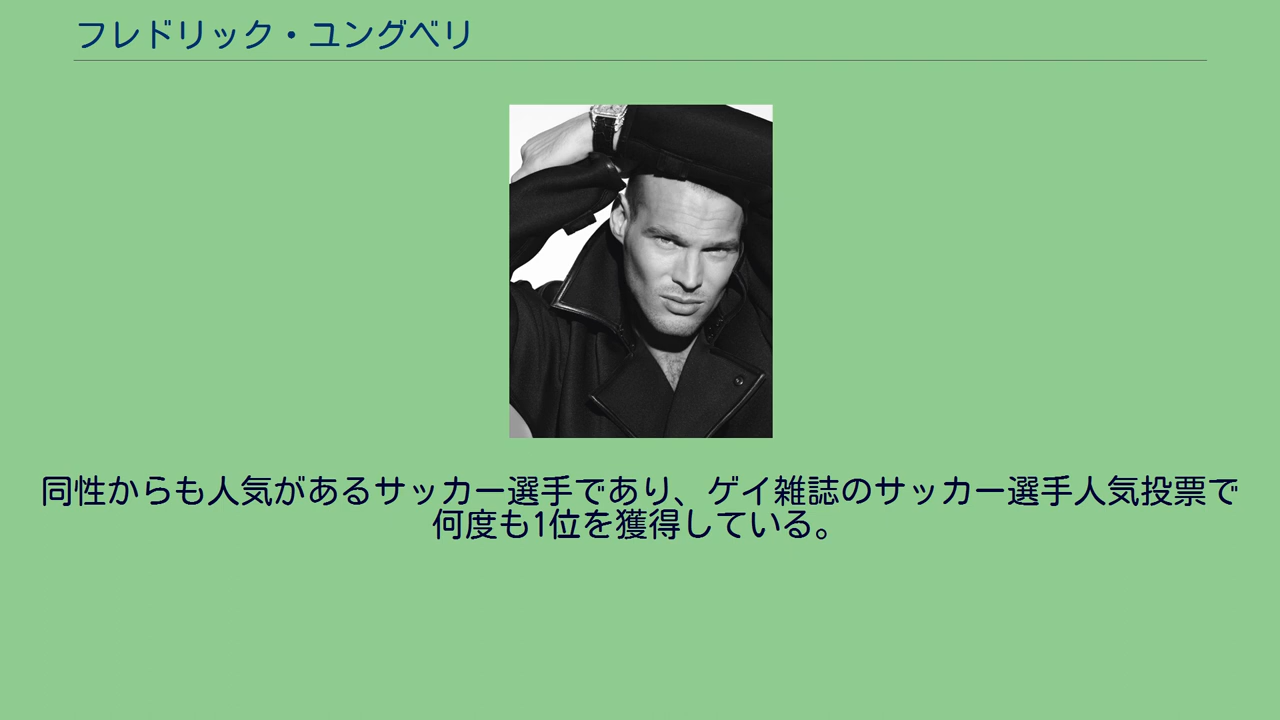 フレドリック・ユングベリ
同性からも人気があるサッカー選手であり、ゲイ雑誌のサッカー選手人気投票で
何度も1位を獲得している。